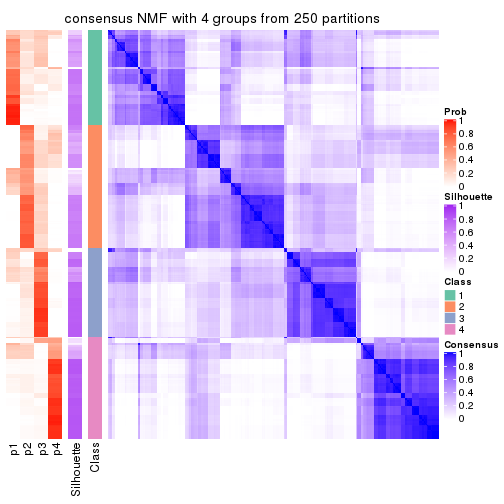 consensus NMF with 4 groups from 250 partitions
Prob
1
0.8
0.6
0.4
0.2
0
Silhouette
1
0.8
0.6
0.4
0.2
0
Class
1
2
3
4
Consensus
1
0.8
0.6
0.4
0.2
0
p1
p2
p3
p4
Silhouette
Class